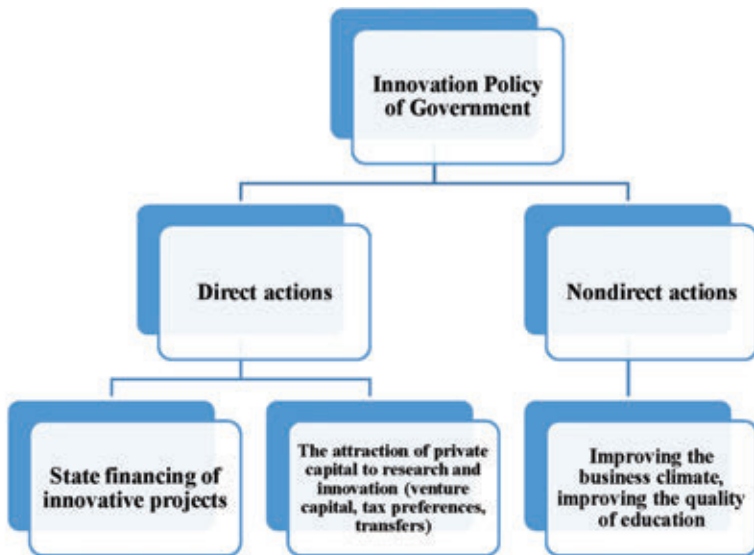 Innovation Policy
of Government
Direct actions
Nondirect actions
State financing of
innovative projects
The attraction of private
capital to research and
innovation (venture
capital, tax preferences,
transfers)
Improving the
business climate,
improving the quality
of education